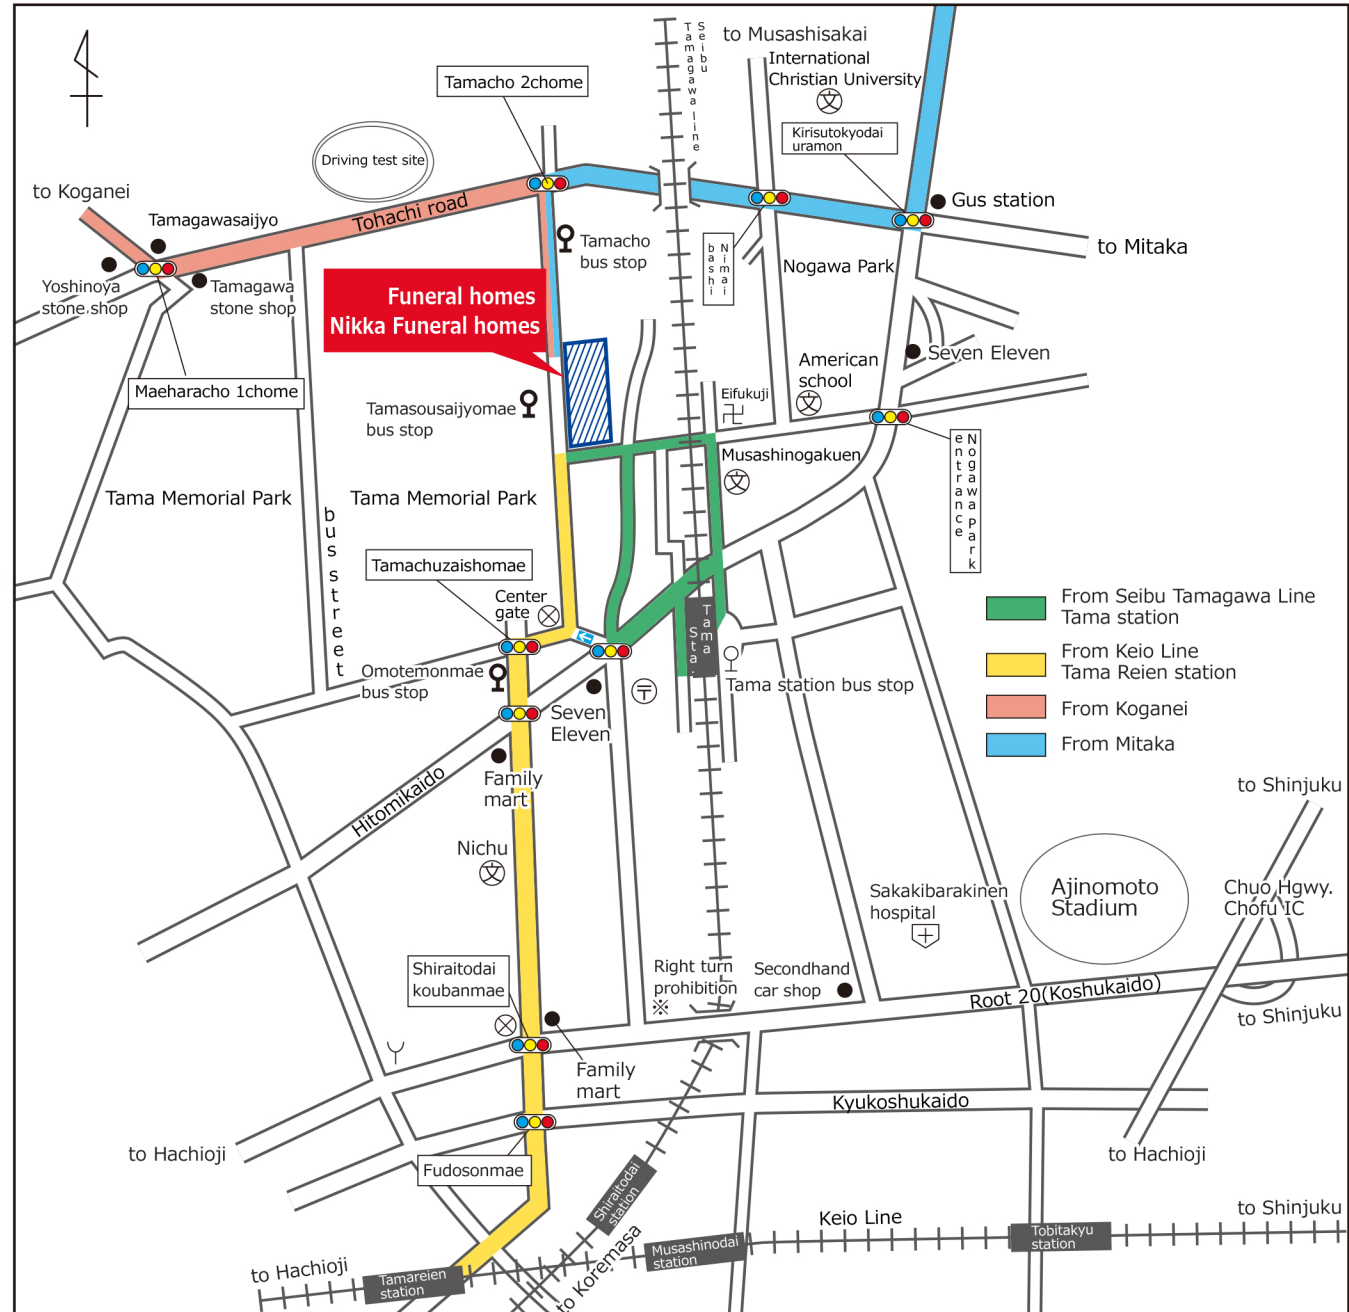 Seibu
Tamagawa line
to Musashisakai
International
Christian University
文
Tamacho 2chome
Kirisutokyodai
uramon
Driving test site
to Koganei
Tohachi road
Gus station
Tamagawasaijyo
Tamacho
bus stop
Nimai
bashi
to Mitaka
Nogawa Park
Yoshinoya
stone shop
Tamagawa
stone shop
Funeral homes
Nikka Funeral homes
Seven Eleven
American
school
文
Maeharacho 1chome
Eifukuji
卍
Tamasousaijyomae
bus stop
Nogawa park
entrance
Musashinogakuen
文
Tama Memorial Park
Tama Memorial Park
bus street
Tamachuzaishomae
Center
gate
From Seibu Tamagawa Line
Tama station
Tama
Sta.
From Keio Line
Tama Reien station
Omotemonmae
bus stop
〒
Tama station bus stop
From Koganei
Seven
Eleven
From Mitaka
Family
mart
Hitomikaido
to Shinjuku
Nichu
文
Ajinomoto
Stadium
Sakakibarakinen
hospital
Chuo Hgwy.
Chofu IC
Shiraitodai
koubanmae
Right turn
prohibition
※
Secondhand
car shop
Root 20(Koshukaido)
to Shinjuku
Family
mart
Kyukoshukaido
to Hachioji
to Hachioji
Fudosonmae
Shiraitodai
station
Keio Line
to Shinjuku
Tobitakyu
station
Musashinodai
station
to Hachioji
Tamareien
station
to Koremasa